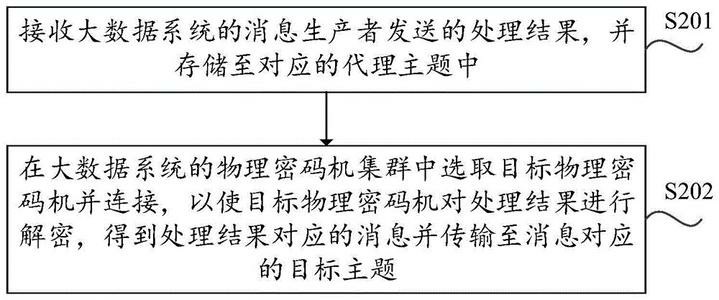 接收大数据系统的消息生产者发送的处理结果，并
存储至对应的代理主题中
S201
在大数据系统的物理密码机集群中选取目标物理密
码机并连接，以使目标物理密码机对处理结果进行
解密，得到处理结果对应的消息并传输至消息对应
的目标主题
S202